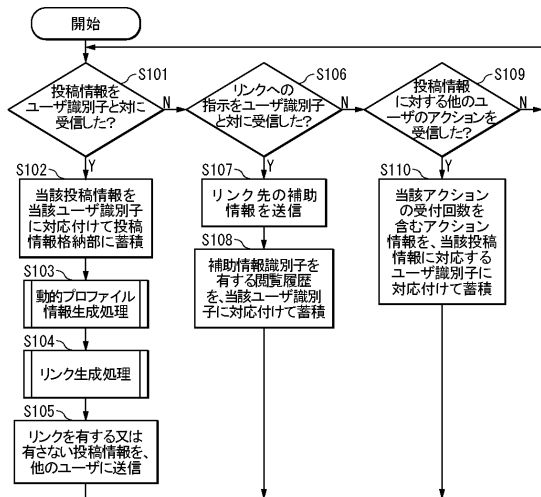 開始
S101
投稿情報を
ユーザ識別子と対に
受信した?
N
Y
S102
当該投稿情報を
当該ユーザ識別子
に対応付けて投稿
情報格納部に蓄積
S103
動的プロファイル
情報生成処理
S104
リンク生成処理
S105
リンクを有する又は
有さない投稿情報を、
他のユーザに送信
S106
リンクへの
指示をユーザ識別子
と対に受信した?
N
Y
S107
リンク先の補助
情報を送信
S108
補助情報識別子を
有する閲覧履歴
を、当該ユーザ識別
子に対応付けて蓄積
S109
投稿情報
に対する他のユ
ーザのアクションを
受信した?
N
Y
S110
当該アクション
の受付回数を
含むアクション
情報を、当該投稿
情報に対応する
ユーザ識別子に
対応付けて蓄積